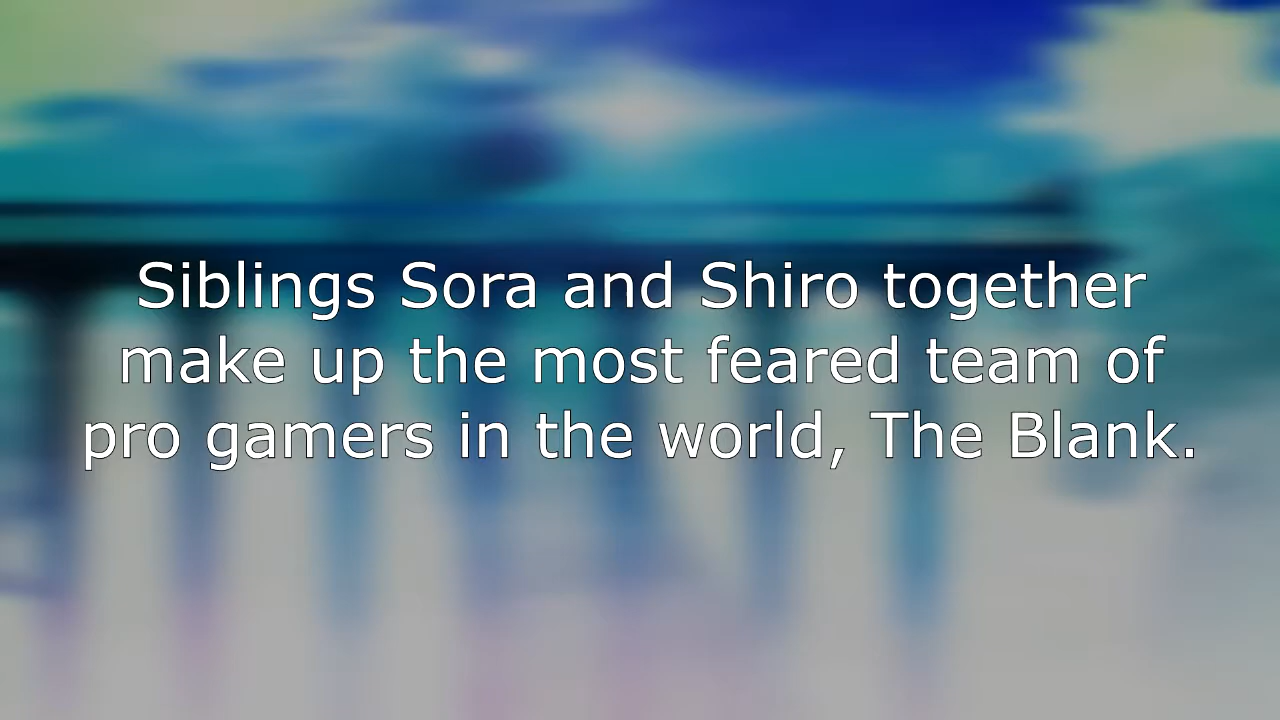 Siblings Sora and Shiro together
make up the most feared team of
pro gamers in the world, The Blank.